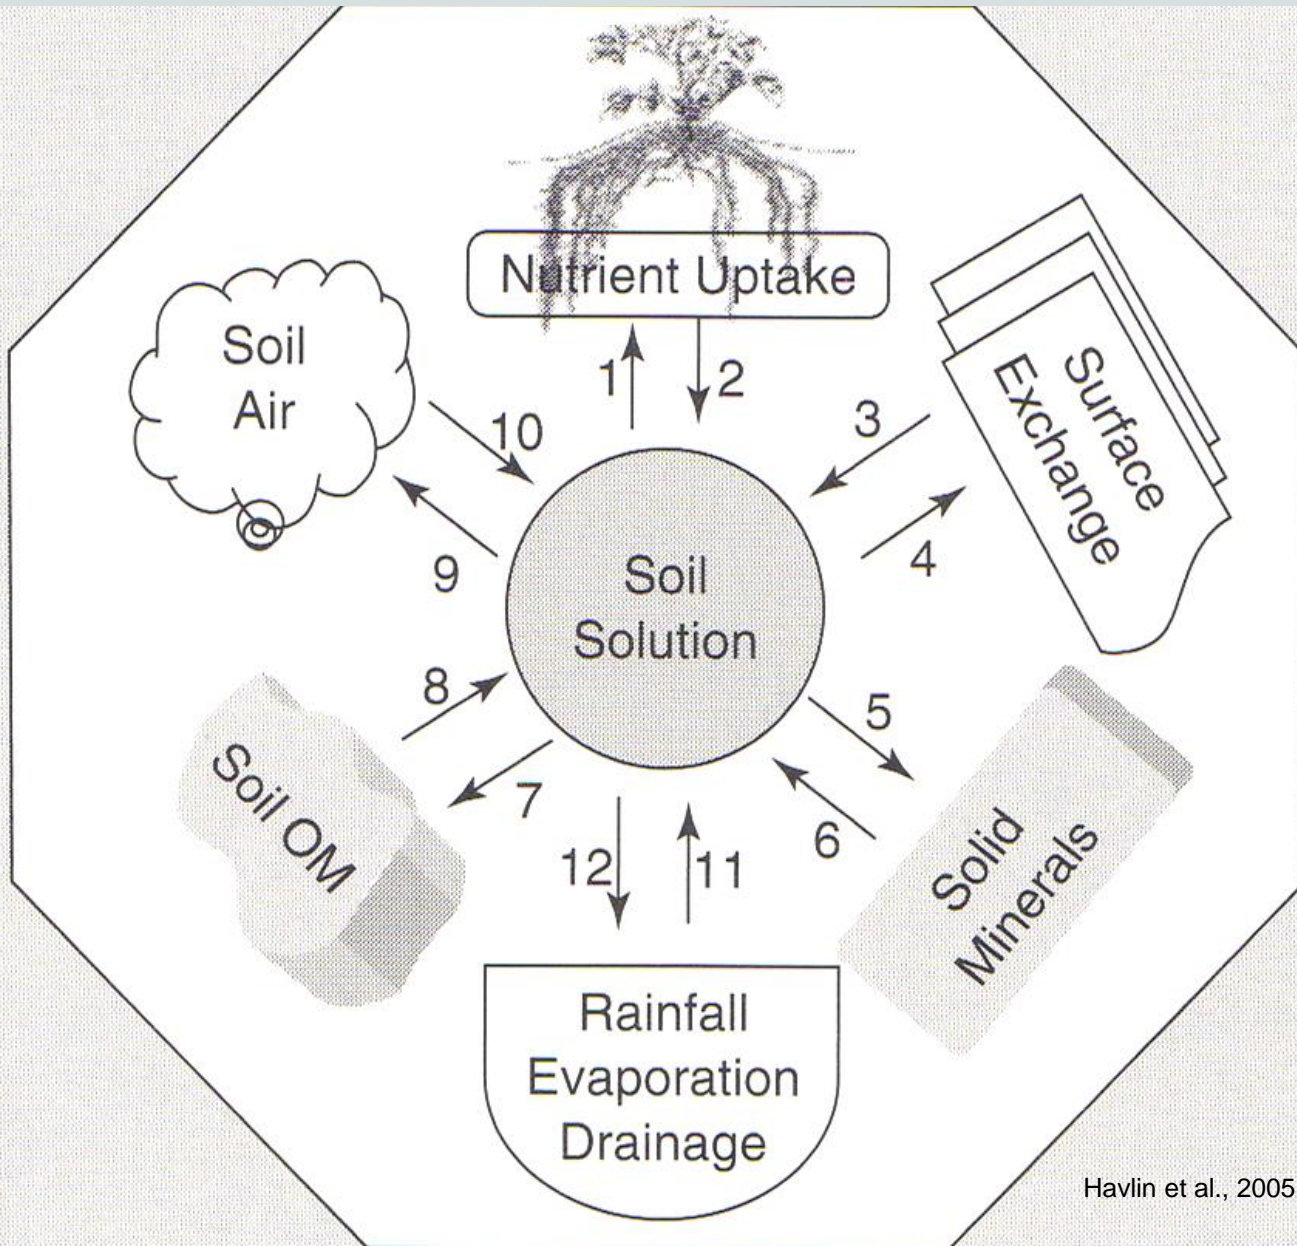 Nutrient Uptake
Soil
Air
Surface
Exchange
1
2
3
4
10
9
Soil
Solution
8
7
5
6
Soil OM
Solid
Minerals
12
11
Rainfall
Evaporation
Drainage
Havlin et al., 2005